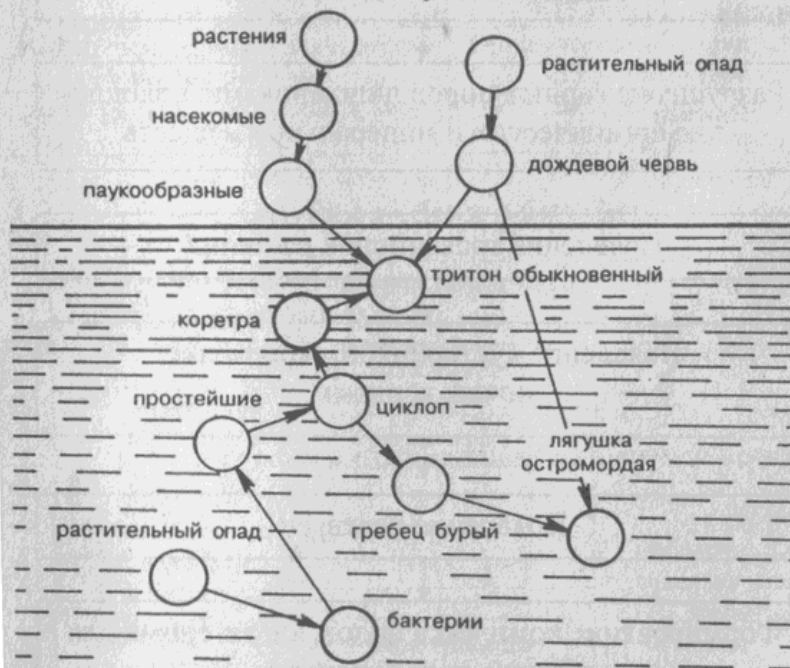 растения
растительный опад
насекомые
дождевой червь
паукообразные
тритон обыкновенный
коретра
простейшие
циклоп
лягушка
остромордая
растительный опад
гребец бурый
бактерии